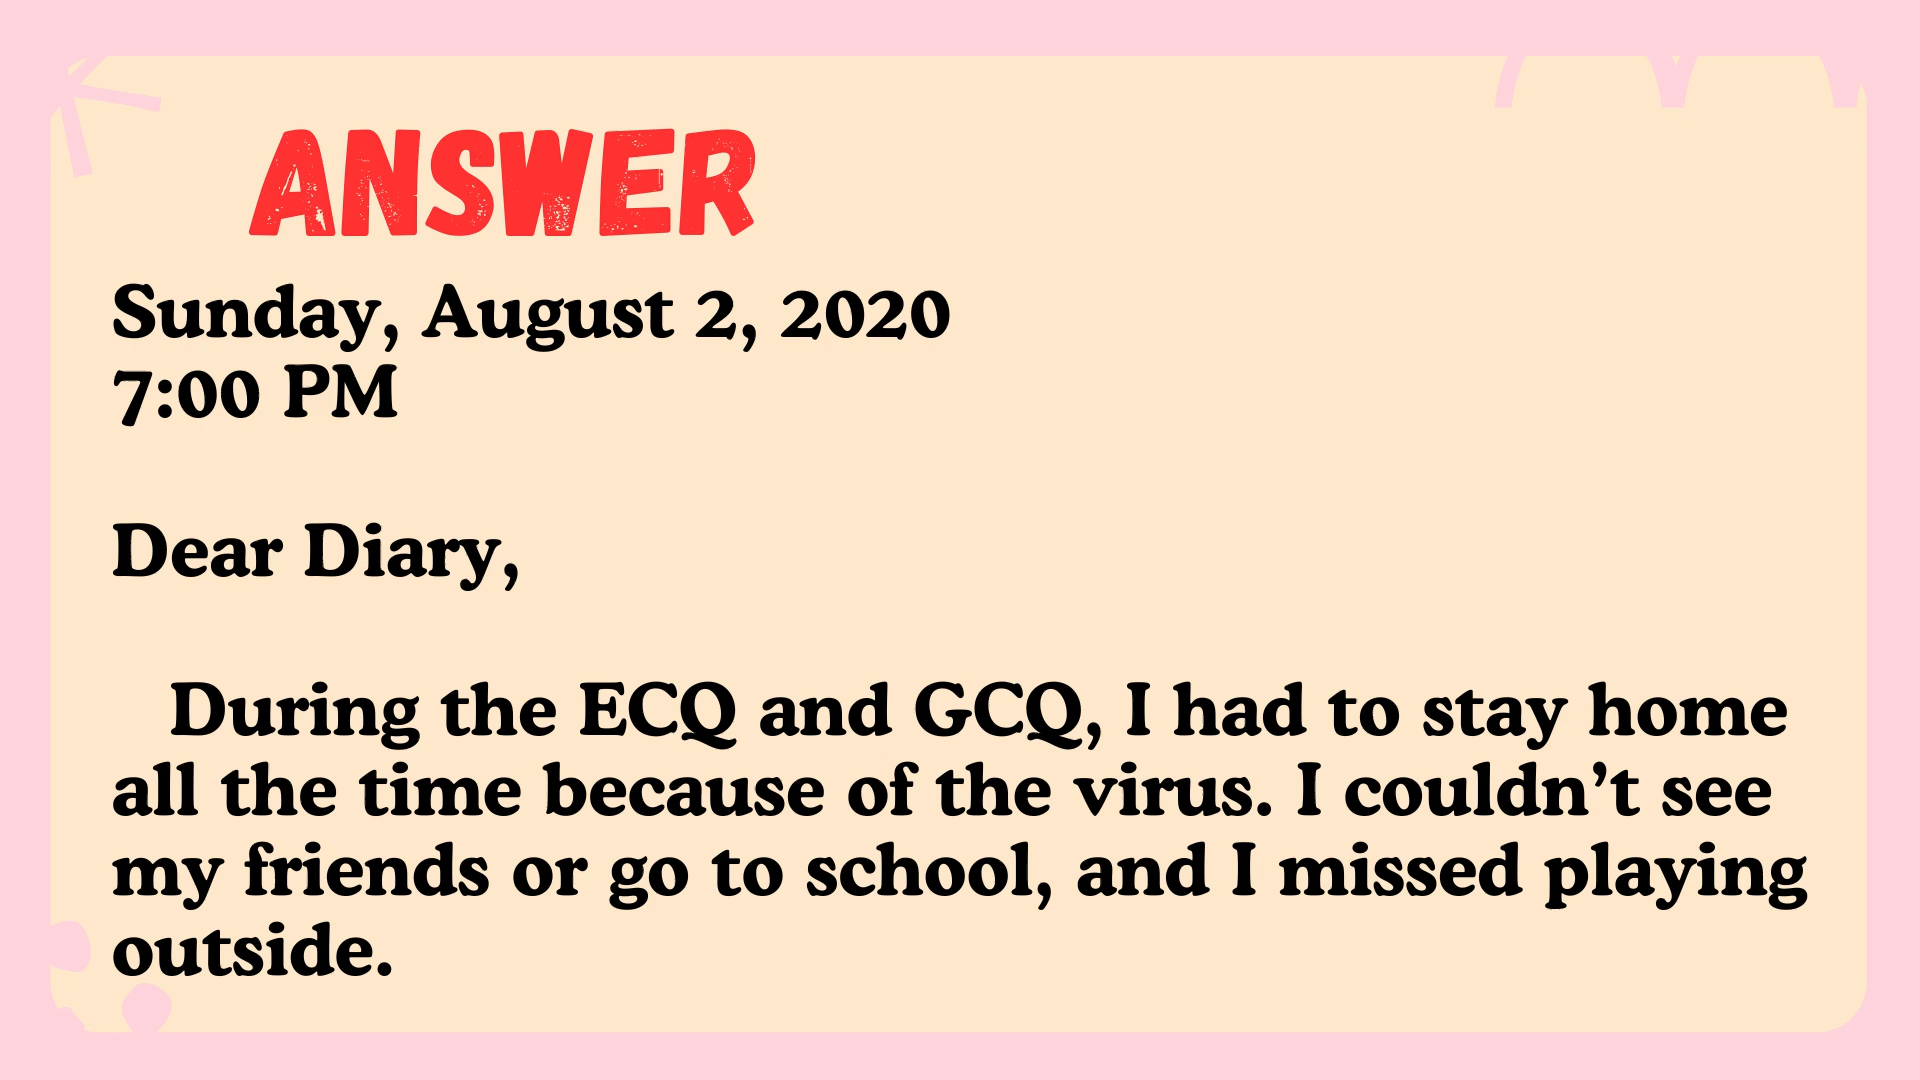 ANSWER
Sunday, August 2, 2020
7:00 PM
Dear Diary,
During the ECQ and GCQ, I had to stay home
all the time because of the virus. I couldn’t see
my friends or go to school, and I missed playing
outside.